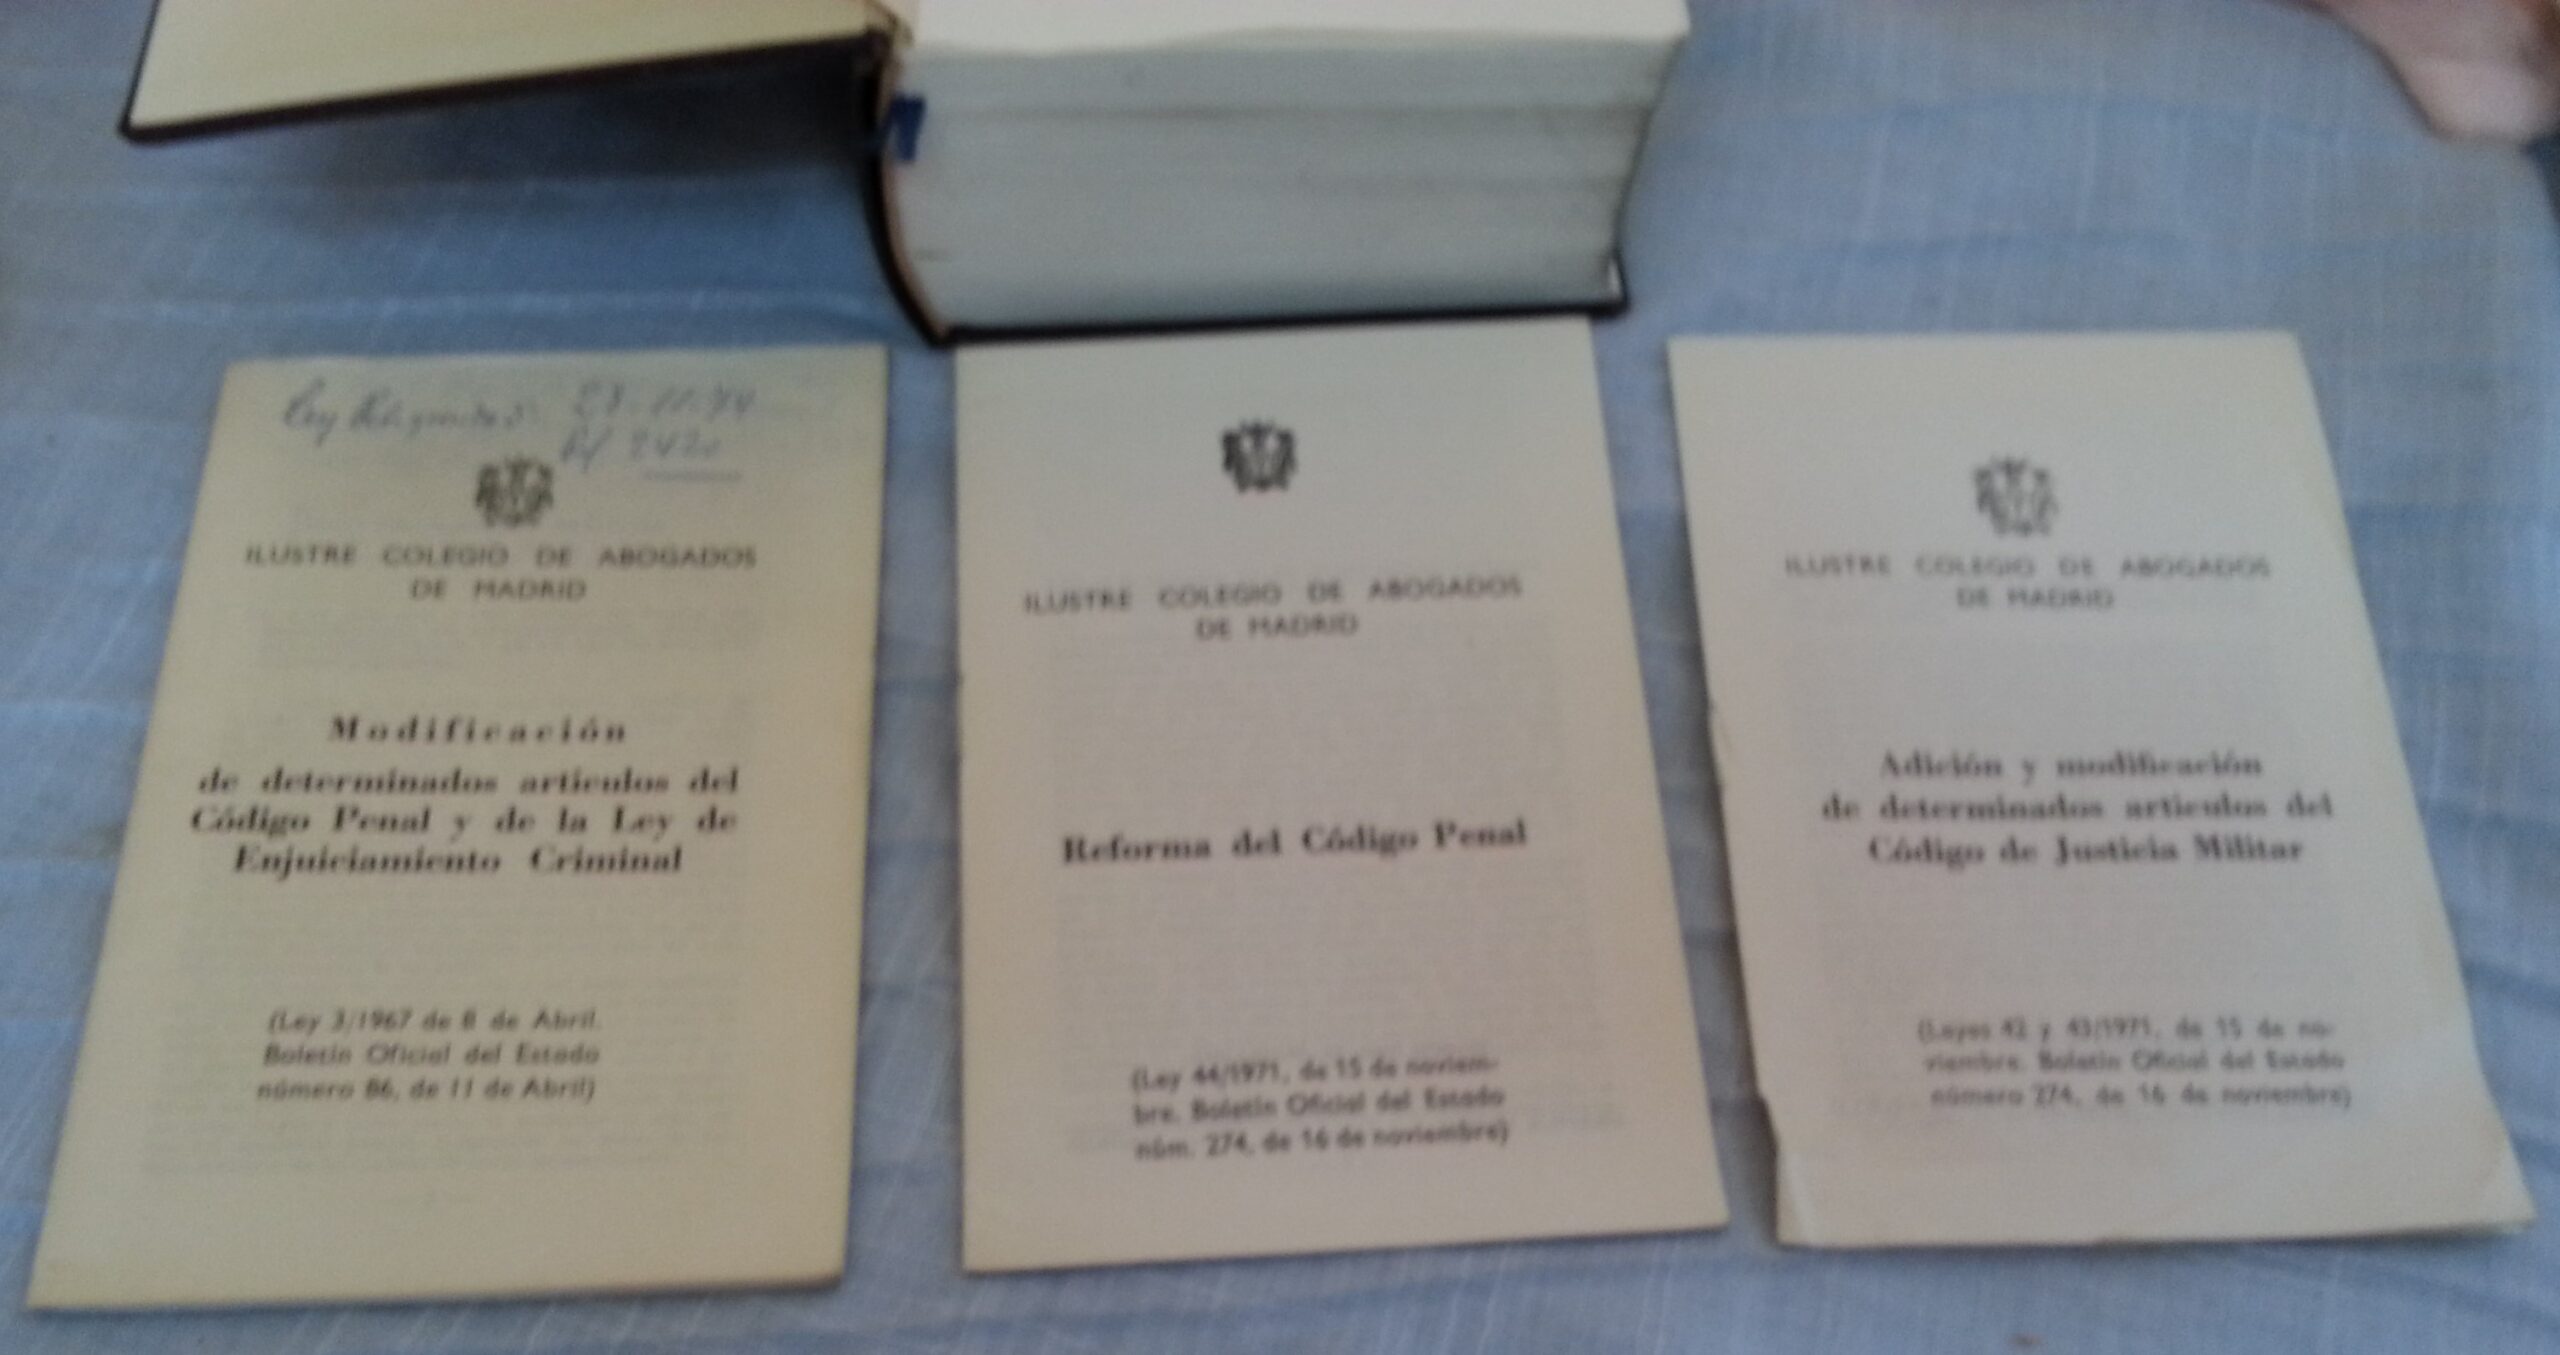 Ley
ILUSTRE COLEGIO DE ABOGADOS
DE MADRID
Modificación
de determinados artículos del
Código Penal y de la Ley de
Enjuiciamiento Criminal
(Ley 3/1967 de 8 de Abril.
Boletín Oficial del Estado
número 86, de 11 de Abril)
ILUSTRE COLEGIO DE ABOGADOS
DE MADRID
Reforma del Código Penal
(Ley 44/1971, de 15 de noviem-
bre. Boletín Oficial del Estado
núm. 274, de 16 de noviembre)
ILUSTRE COLEGIO DE ABOGADOS
DE MADRID
Adición y modificación
de determinados artículos del
Código de Justicia Militar
(Leyes 42 y 43/1971, de 15 de no-
viembre. Boletín Oficial del Estado
número 274, de 16 de noviembre)